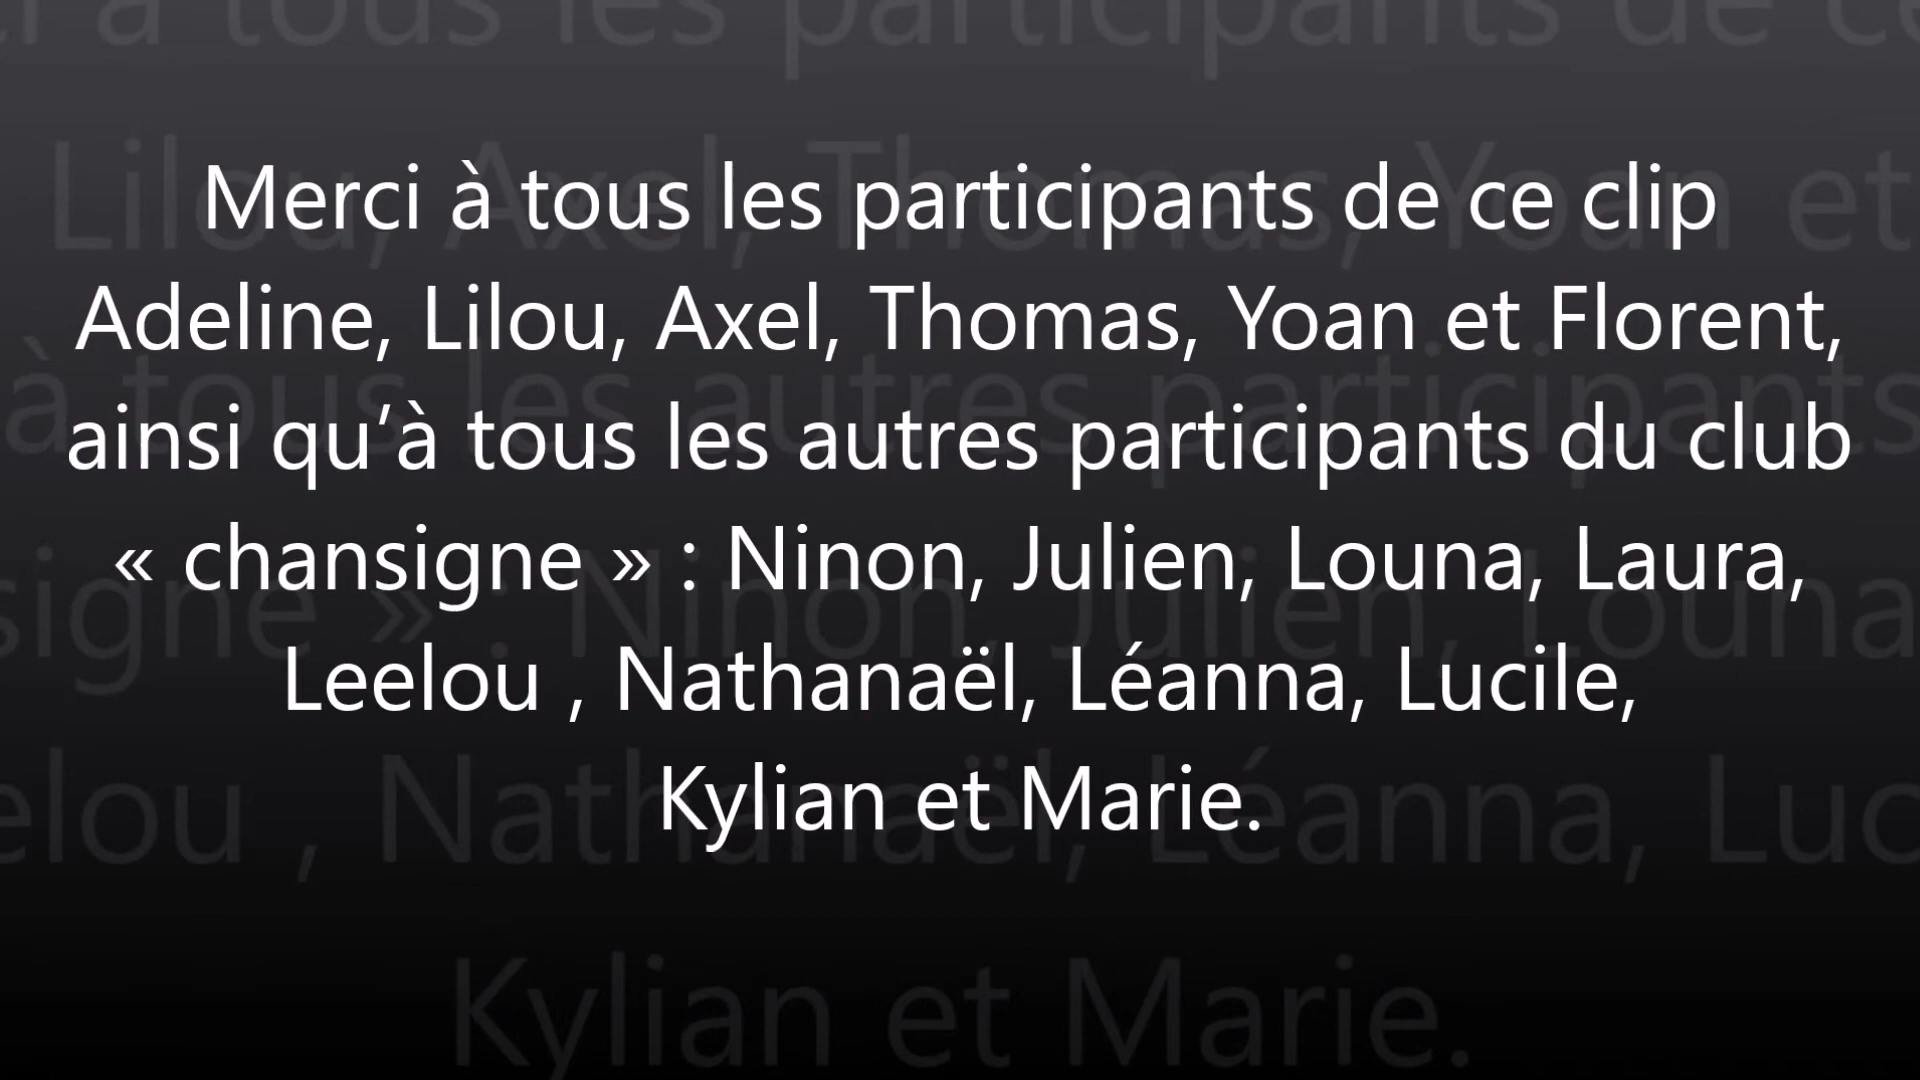 Merci à tous les participants de ce clip
Adeline, Lilou, Axel, Thomas, Yoan et Florent,
ainsi qu’à tous les autres participants du club
« chansigne » : Ninon, Julien, Louna, Laura,
Leelou , Nathanaël, Léanna, Lucile,
Kylian et Marie.